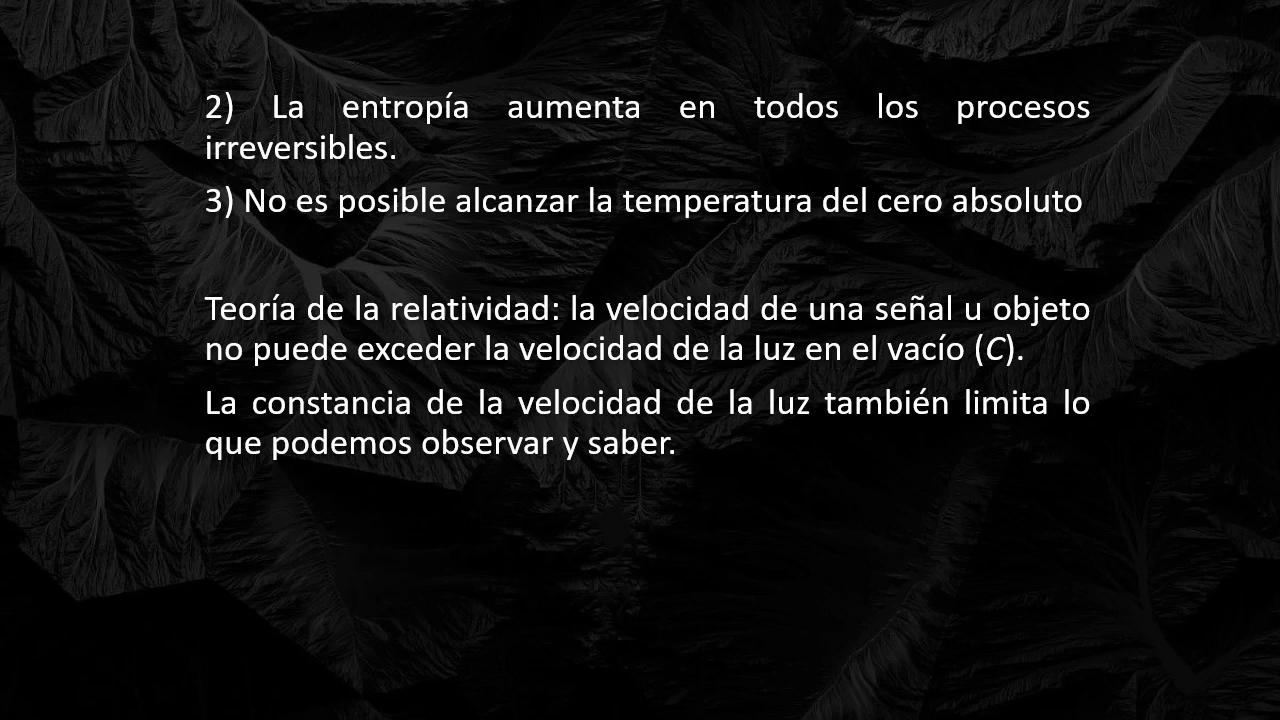 2) La entropía aumenta en todos los procesos
irreversibles.
3) No es posible alcanzar la temperatura del cero absoluto
Teoría de la relatividad: la velocidad de una señal u objeto
no puede exceder la velocidad de la luz en el vacío (C).
La constancia de la velocidad de la luz también limita lo
que podemos observar y saber.